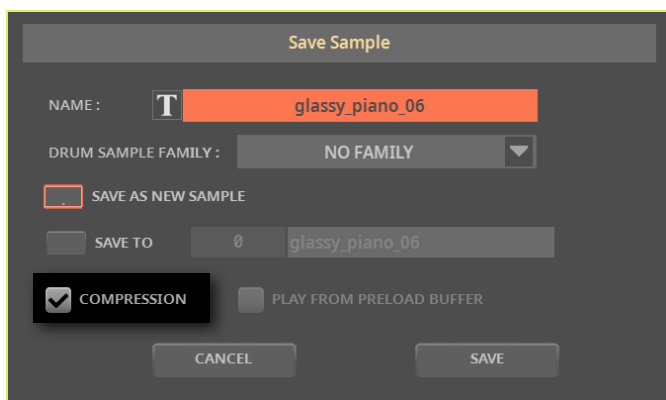 Save Sample
NAME : T glassy_piano_06
DRUM SAMPLE FAMILY : NO FAMILY
SAVE AS NEW SAMPLE
SAVE TO 0 glassy_piano_06
COMPRESSION PLAY FROM PRELOAD BUFFER
CANCEL SAVE